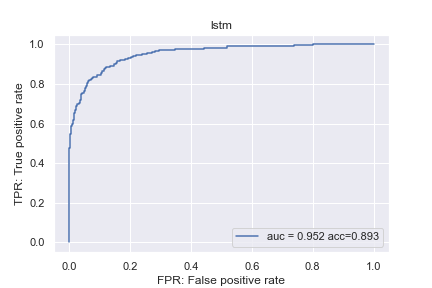 lstm
1.0
0.8
0.6
0.4
0.2
0.0
TPR: True positive rate
auc = 0.952 acc=0.893
0.0 0.2 0.4 0.6 0.8 1.0
FPR: False positive rate